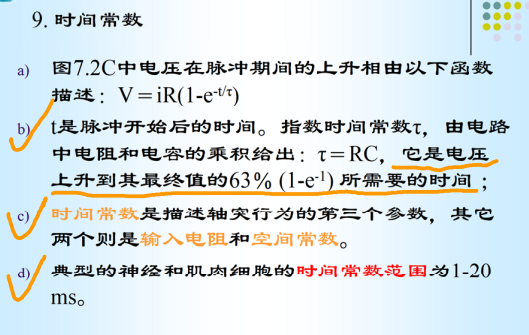 9. 时间常数
a) 图7.2C中电压在脉冲期间的上升相由以下函数
描述：V=iR(1-e-t/τ)
b) t是脉冲开始后的时间。指数时间常数τ，由电路
中电阻和电容的乘积给出：τ=RC，它是电压
上升到其最终值的63% (1-e-1) 所需要的时间；
c) 时间常数是描述轴突行为的第三个参数，其它
两个则是输入电阻和空间常数。
d) 典型的神经和肌肉细胞的时间常数范围为1-20
ms。